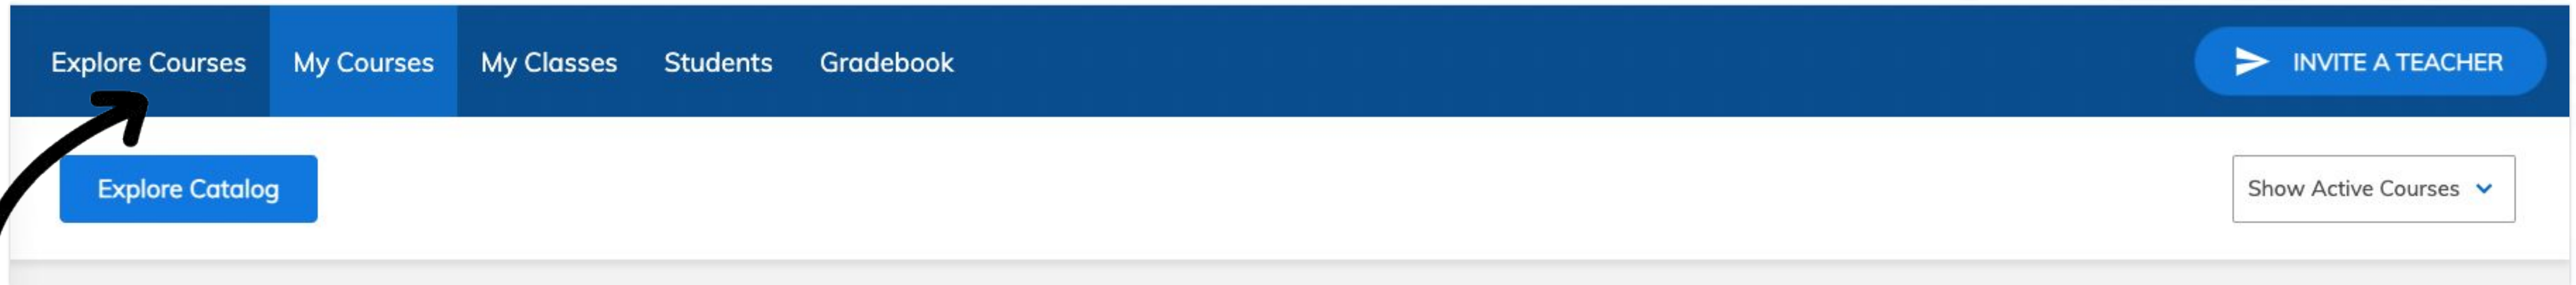 Explore Courses My Courses My Classes Students Gradebook INVITE A TEACHER
Explore Catalog Show Active Courses